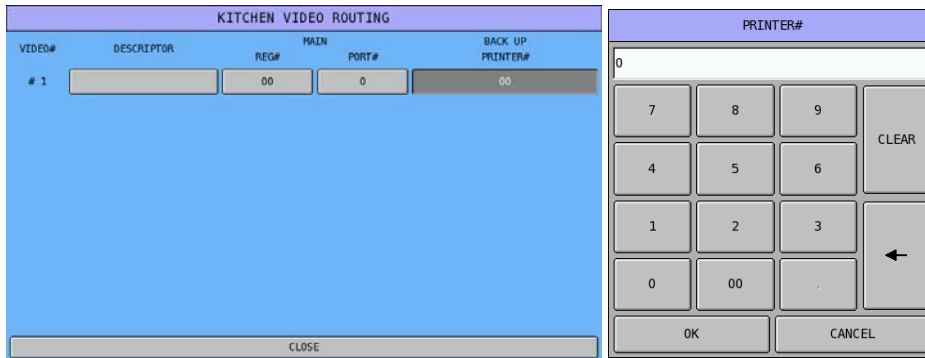 KITCHEN VIDEO ROUTING
VIDEO# DESCRIPTOR MAIN BACK UP
REG# PORT# PRINTER#
# 1 00 0 00
CLOSE
PRINTER#
0
7 8 9 CLEAR
4 5 6
1 2 3
0 00 .
OK CANCEL